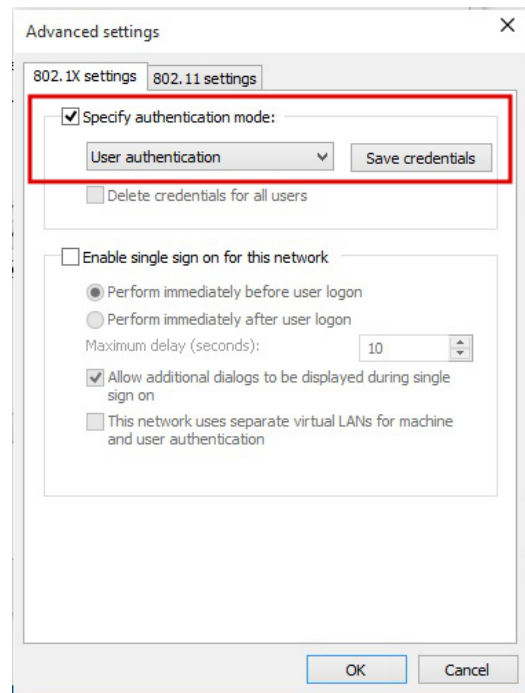 Advanced settings
802.1X settings
802.11 settings
Specify authentication mode:
User authentication
Save credentials
Delete credentials for all users
Enable single sign on for this network
Perform immediately before user logon
Perform immediately after user logon
Maximum delay (seconds):
10
Allow additional dialogs to be displayed during single
sign on
This network uses separate virtual LANs for machine
and user authentication
OK
Cancel